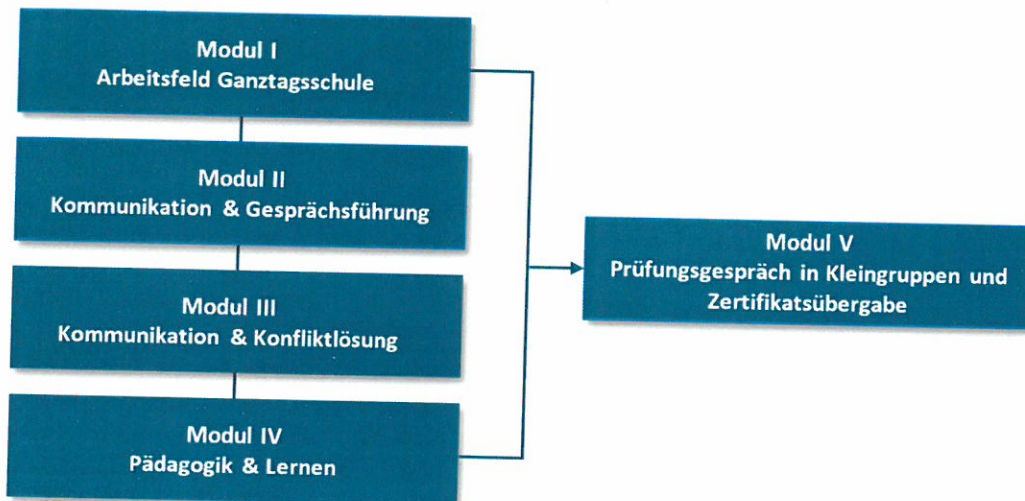 Modul I
Arbeitsfeld Ganztagsschule
Modul II
Kommunikation & Gesprächsführung
Modul III
Kommunikation & Konfliktlösung
Modul IV
Pädagogik & Lernen
Modul V
Prüfungsgespräch in Kleingruppen und
Zertifikatsübergabe